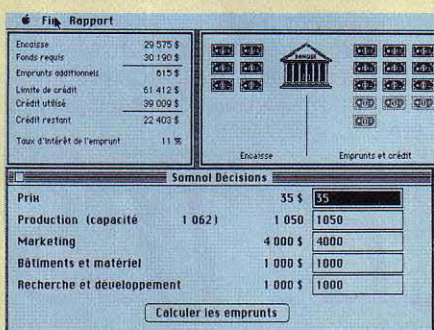 Fin Rapport
Encaisse 29 575 $
Fonds requis 30 190 $
Emprunts additionnels 615 $
Limite de crédit 61 412 $
Crédit utilisé 39 009 $
Crédit restant 22 403 $
Taux d'intérêt de l'emprunt 11 %
BANQUE
Encaisse Emprunts et crédit
Somnol Décisions
Prix 35 $ 35
Production (capacité 1 062) 1 050 1050
Marketing 4 000 $ 4000
Bâtiments et matériel 1 000 $ 1000
Recherche et développement 1 000 $ 1000
Calculer les emprunts